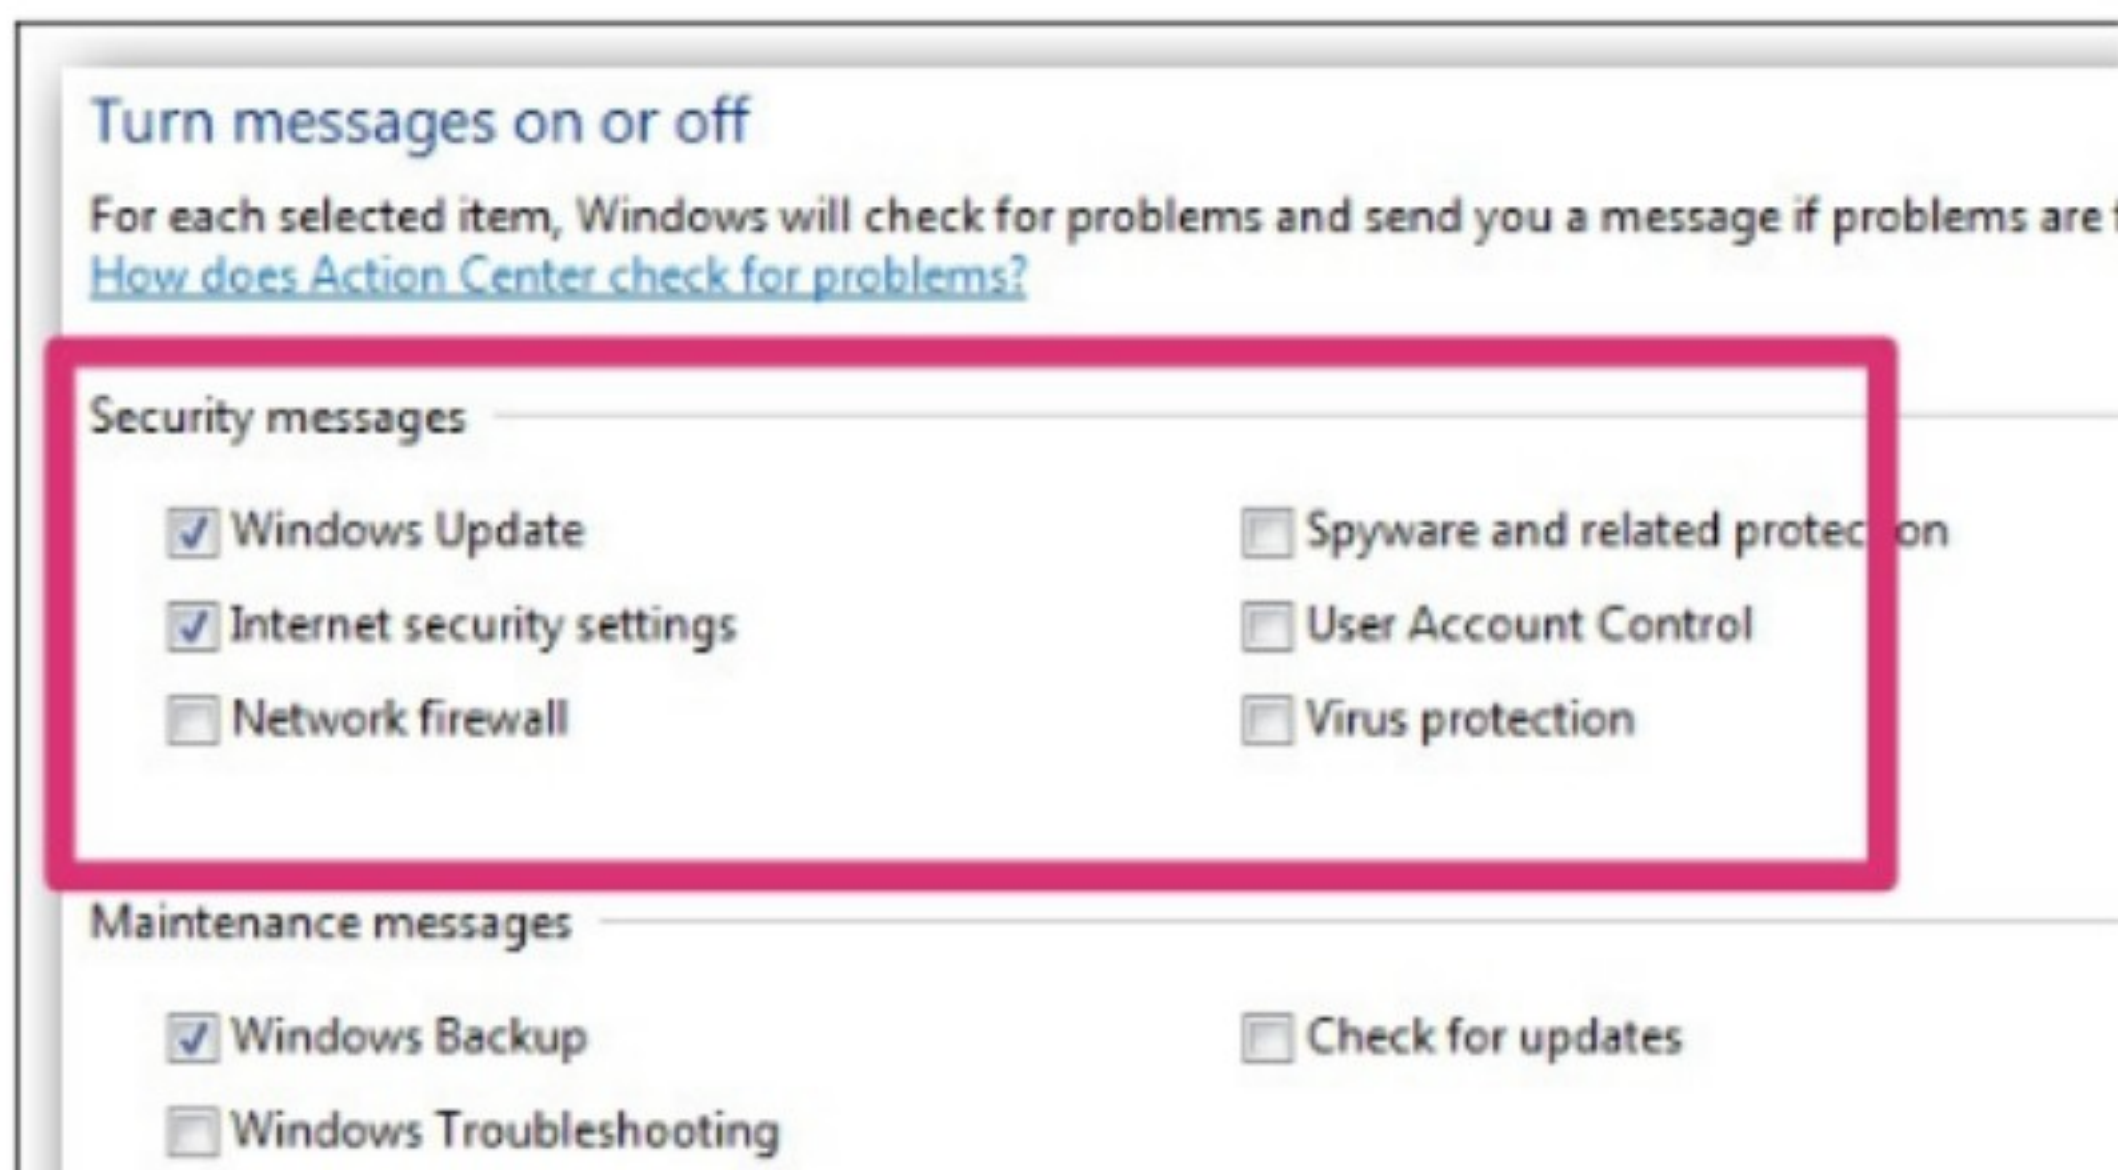 Turn messages on or off
For each selected item, Windows will check for problems and send you a message if problems are
How does Action Center check for problems?
Security messages
Windows Update
Spyware and related protec on
Internet security settings
User Account Control
Network firewall
Virus protection
Maintenance messages
Windows Backup
Check for updates
Windows Troubleshooting